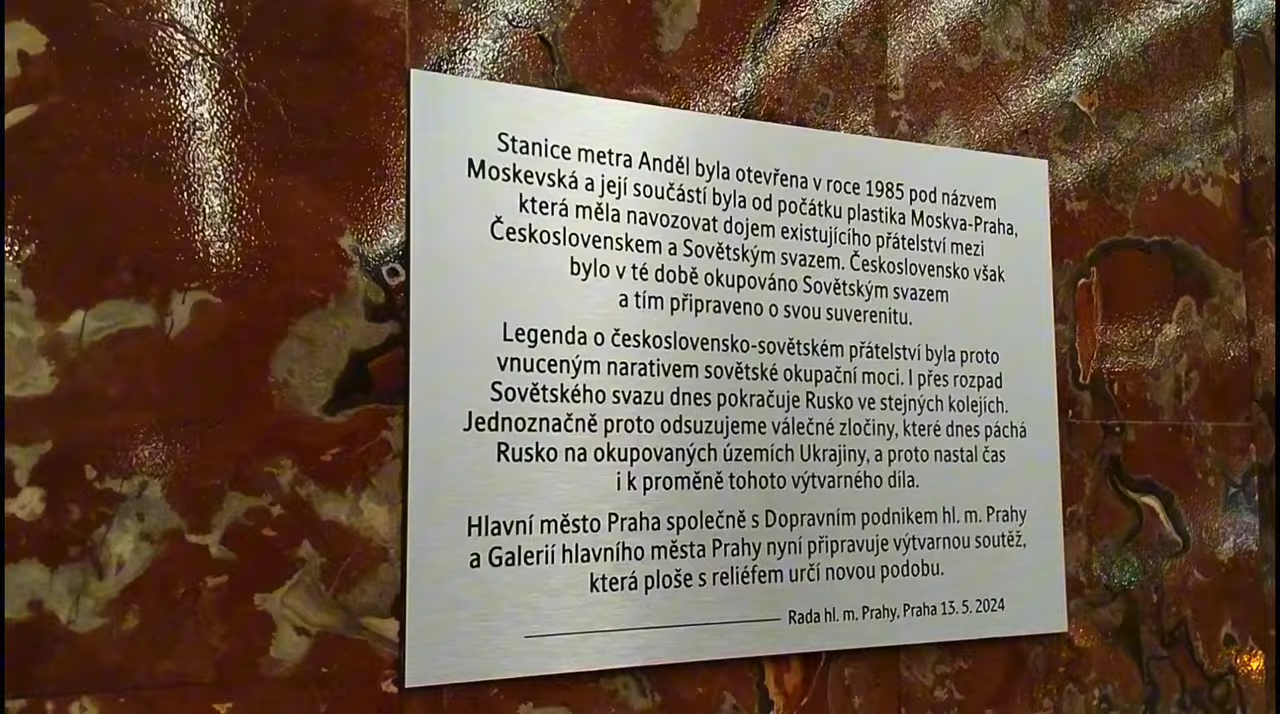 Stanice metra Anděl byla otevřena v roce 1985 pod názvem
Moskevská a její součástí byla od počátku plastika Moskva-Praha,
která měla navozovat dojem existujícího přátelství mezi
Československem a Sovětským svazem. Československo však
bylo v té době okupováno Sovětským svazem
a tím připraveno o svou suverenitu.
Legenda o československo-sovětském přátelství byla proto
vnuceným narativem sovětské okupační moci. I přes rozpad
Sovětského svazu dnes pokračuje Rusko ve stejných kolejích.
Jednoznačně proto odsuzujeme válečné zločiny, které dnes páchá
Rusko na okupovaných územích Ukrajiny, a proto nastal čas
i k proměně tohoto výtvarného díla.
Hlavní město Praha společně s Dopravním podnikem hl. m. Prahy
a Galerií hlavního města Prahy nyní připravuje výtvarnou soutěž,
která ploše s reliéfem určí novou podobu.
Rada hl. m. Prahy, Praha 13. 5. 2024